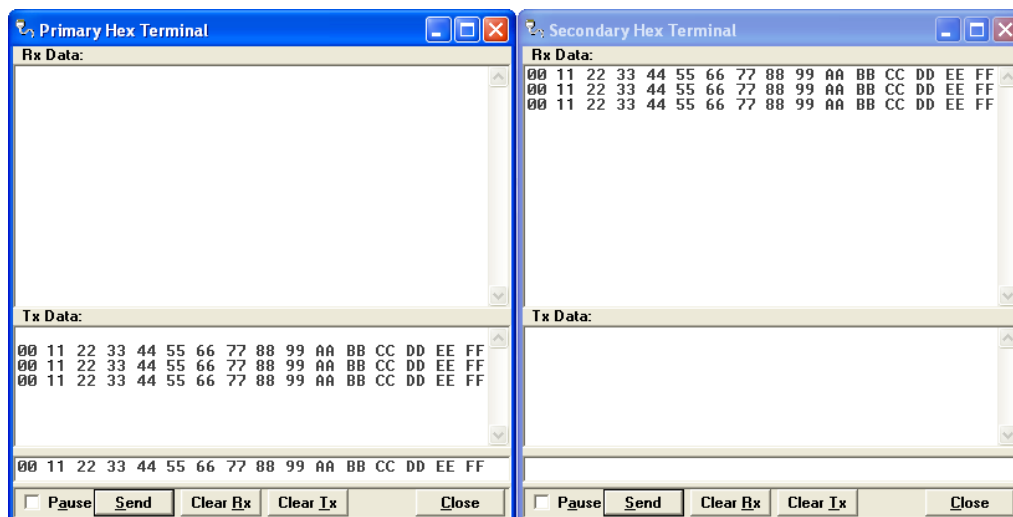 Primary Hex Terminal
Rx Data:
Tx Data:
00 11 22 33 44 55 66 77 88 99 AA BB CC DD EE FF
00 11 22 33 44 55 66 77 88 99 AA BB CC DD EE FF
00 11 22 33 44 55 66 77 88 99 AA BB CC DD EE FF
00 11 22 33 44 55 66 77 88 99 AA BB CC DD EE FF
Pause Send Clear Rx Clear Tx Close
Secondary Hex Terminal
Rx Data:
00 11 22 33 44 55 66 77 88 99 AA BB CC DD EE FF
00 11 22 33 44 55 66 77 88 99 AA BB CC DD EE FF
00 11 22 33 44 55 66 77 88 99 AA BB CC DD EE FF
Tx Data:
Pause Send Clear Rx Clear Tx Close